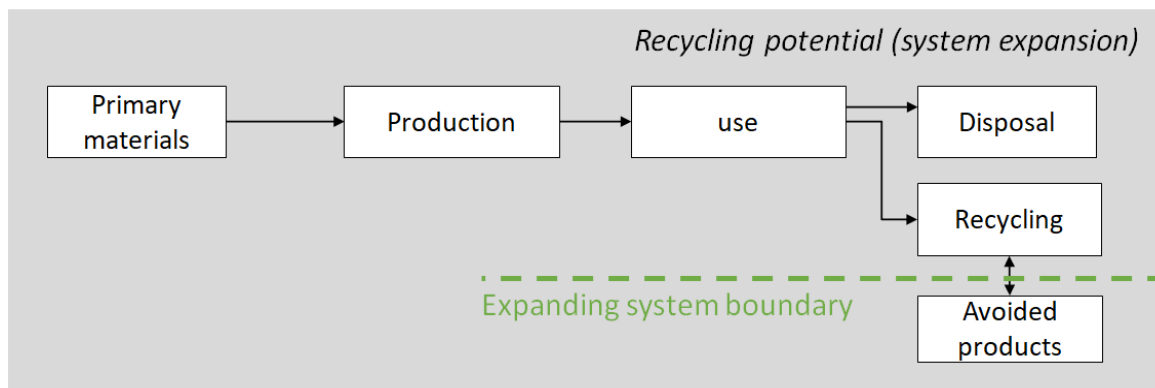 Recycling potential (system expansion)
Primary
materials
Production
use
Disposal
Recycling
Expanding system boundary
Avoided
products